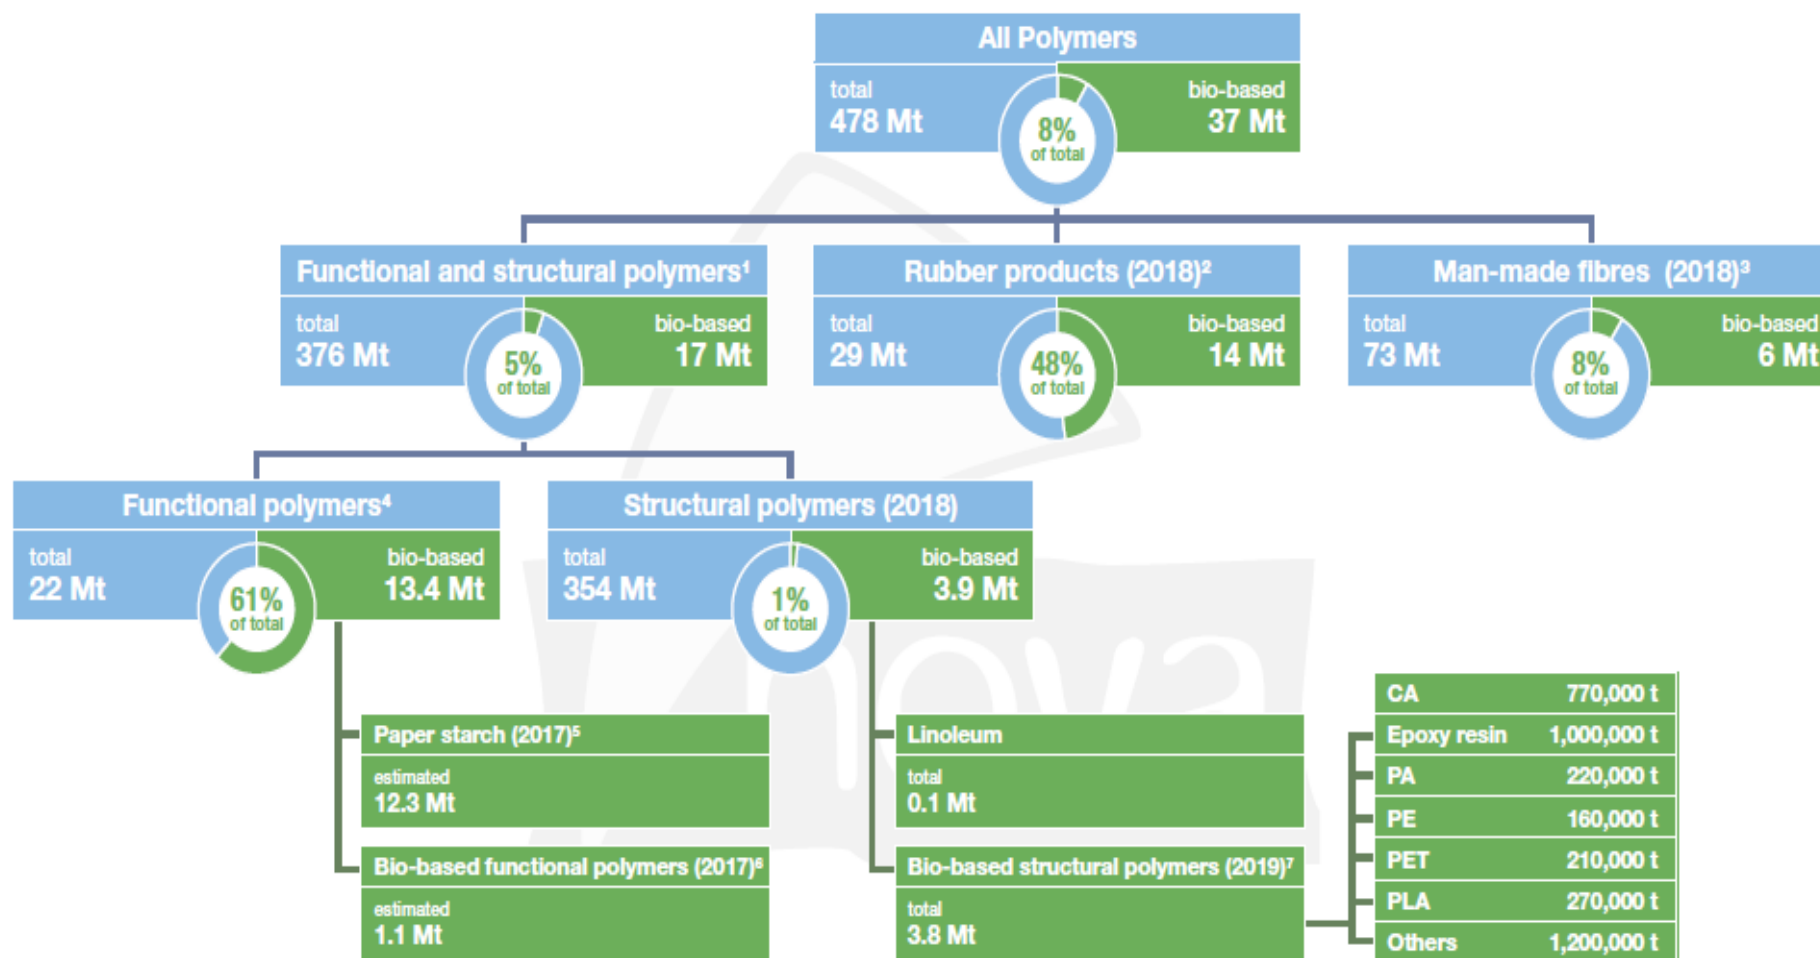 All Polymers
total
478 Mt
8%
of total
bio-based
37 Mt
Functional and structural polymers¹
total
376 Mt
5%
of total
bio-based
17 Mt
Rubber products (2018)²
total
29 Mt
48%
of total
bio-based
14 Mt
Man-made fibres (2018)³
total
73 Mt
8%
of total
bio-based
6 Mt
Functional polymers⁴
total
22 Mt
61%
of total
bio-based
13.4 Mt
Structural polymers (2018)
total
354 Mt
1%
of total
bio-based
3.9 Mt
nova
Paper starch (2017)⁵
estimated
12.3 Mt
Bio-based functional polymers (2017)⁶
estimated
1.1 Mt
Linoleum
total
0.1 Mt
Bio-based structural polymers (2019)⁷
total
3.8 Mt
CA 770,000 t
Epoxy resin 1,000,000 t
PA 220,000 t
PE 160,000 t
PET 210,000 t
PLA 270,000 t
Others 1,200,000 t